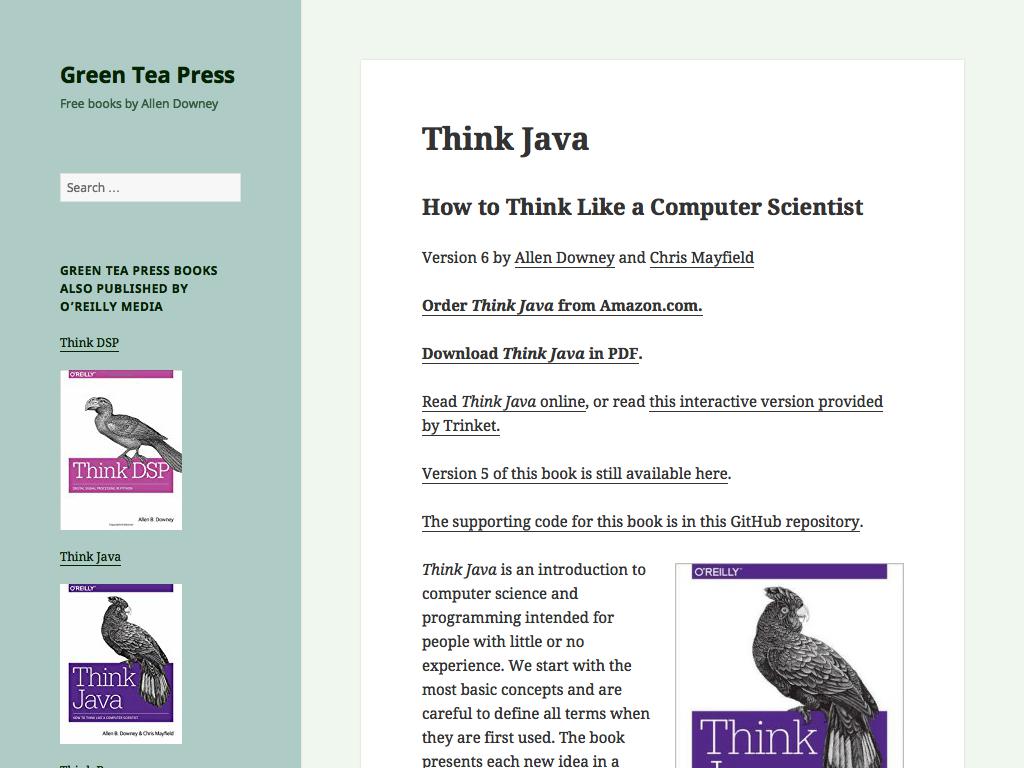 Green Tea Press
Free books by Allen Downey
Search …
GREEN TEA PRESS BOOKS
ALSO PUBLISHED BY
O’REILLY MEDIA
Think DSP
O'REILLY
Think DSP
DIGITAL SIGNAL PROCESSING IN PYTHON
Allen B. Downey
Think Java
O'REILLY
Think
Java
HOW TO THINK LIKE A COMPUTER SCIENTIST
Allen B. Downey & Chris Mayfield
Think Java
How to Think Like a Computer Scientist
Version 6 by Allen Downey and Chris Mayfield
Order Think Java from Amazon.com.
Download Think Java in PDF.
Read Think Java online, or read this interactive version provided
by Trinket.
Version 5 of this book is still available here.
The supporting code for this book is in this GitHub repository.
Think Java is an introduction to
computer science and
programming intended for
people with little or no
experience. We start with the
most basic concepts and are
careful to define all terms when
they are first used. The book
presents each new idea in a
O'REILLY
Think